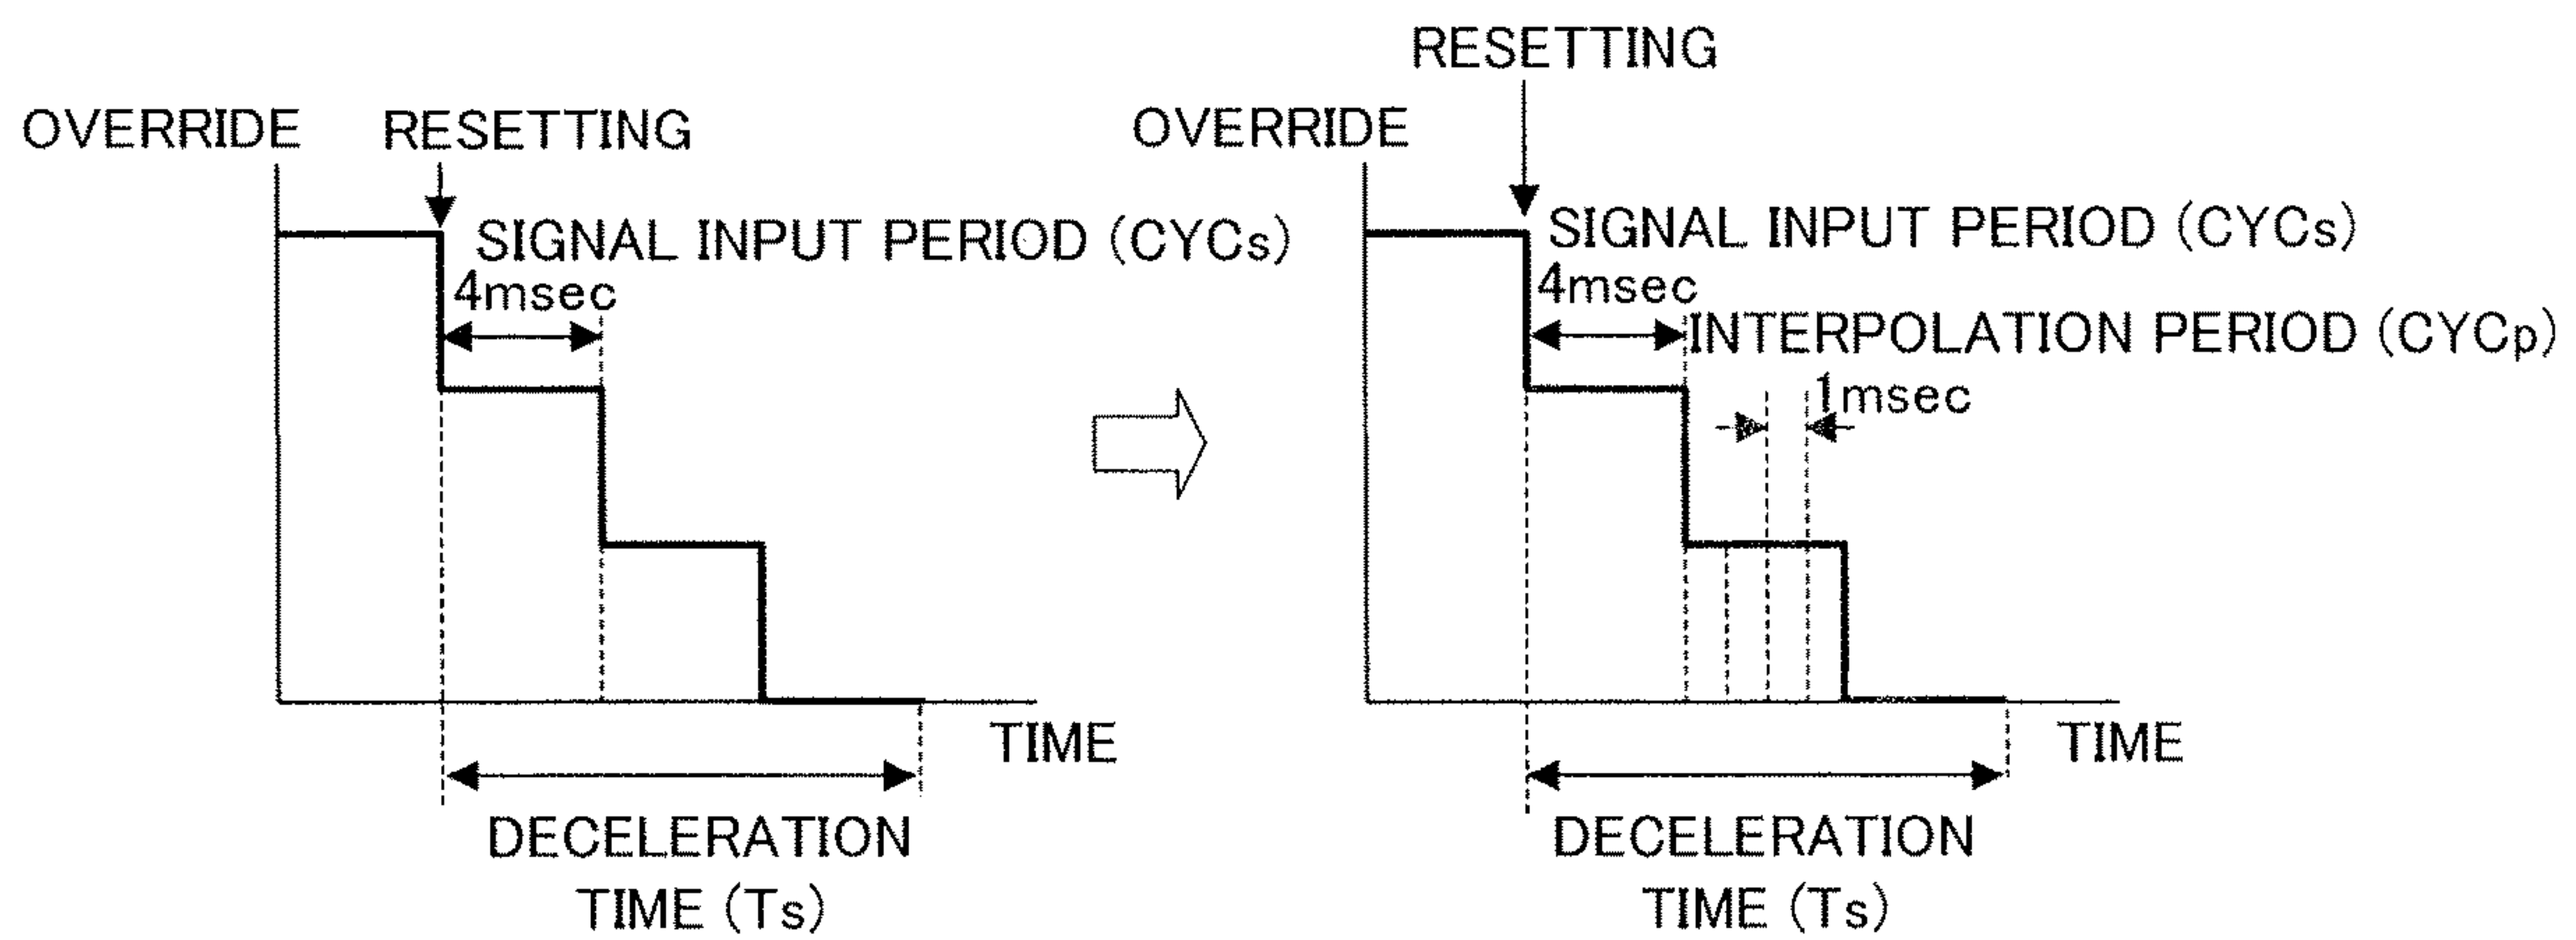 OVERRIDE
RESETTING
SIGNAL INPUT PERIOD (CYCs)
4msec
TIME
DECELERATION
TIME (Ts)
RESETTING
OVERRIDE
SIGNAL INPUT PERIOD (CYCs)
4msec
INTERPOLATION PERIOD (CYCp)
1msec
TIME
DECELERATION
TIME (Ts)